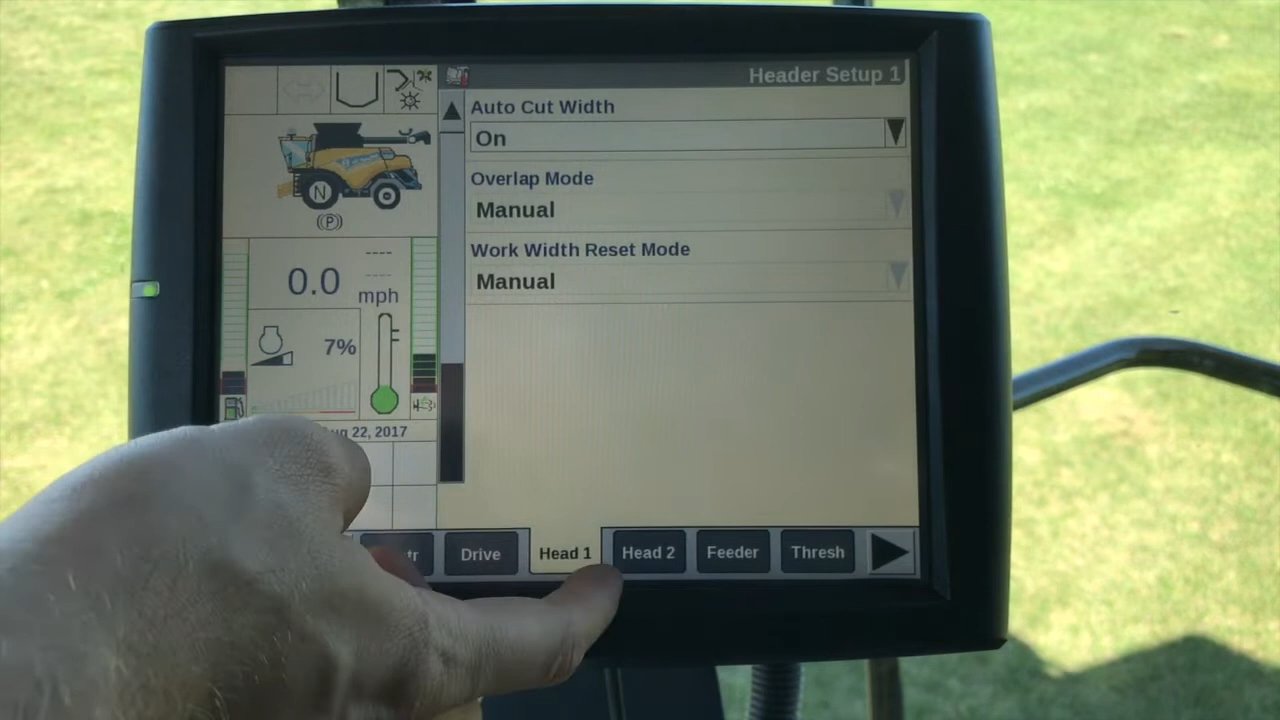 Header Setup 1
Auto Cut Width
On
Overlap Mode
Manual
Work Width Reset Mode
Manual
N
(P)
----
----
0.0
mph
7%
22, 2017
Drive
Head 1
Head 2
Feeder
Thresh